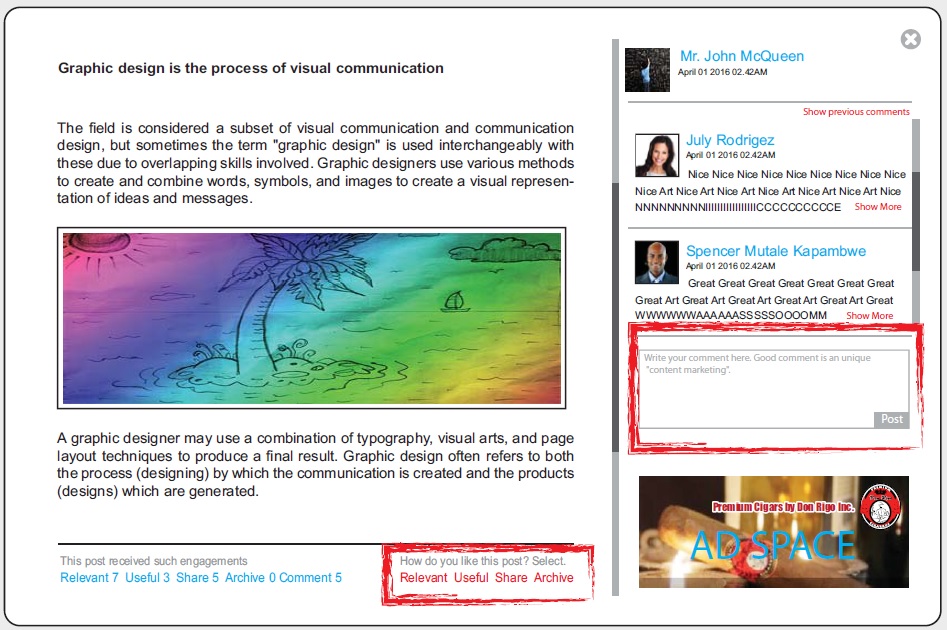 Graphic design is the process of visual communication
The field is considered a subset of visual communication and communication
design, but sometimes the term "graphic design" is used interchangeably with
these due to overlapping skills involved. Graphic designers use various methods
to create and combine words, symbols, and images to create a visual represen-
tation of ideas and messages.
A graphic designer may use a combination of typography, visual arts, and page
layout techniques to produce a final result. Graphic design often refers to both
the process (designing) by which the communication is created and the products
(designs) which are generated.
This post received such engagements
Relevant 7 Useful 3 Share 5 Archive 0 Comment 5
How do you like this post? Select.
Relevant Useful Share Archive
Mr. John McQueen
April 01 2016 02.42AM
Show previous comments
July Rodrigez
April 01 2016 02.42AM
Nice Nice Nice Nice Nice Nice Nice Nice Nice
Nice Art Nice Art Nice Art Nice Art Nice Art Nice Art Nice
NNNNNNNNNIIIIIIIIIIIIIIIIICCCCCCCCCCE Show More
Spencer Mutale Kapambwe
April 01 2016 02.42AM
Great Great Great Great Great Great Great
Great Art Great Art Great Art Great Art Great Art Great
WWWWWWAAAAAASSSSSOOOOMM Show More
Write your comment here. Good comment is an unique
"content marketing".
Post
Premium Cigars by Don Rigo Inc.
AD SPACE